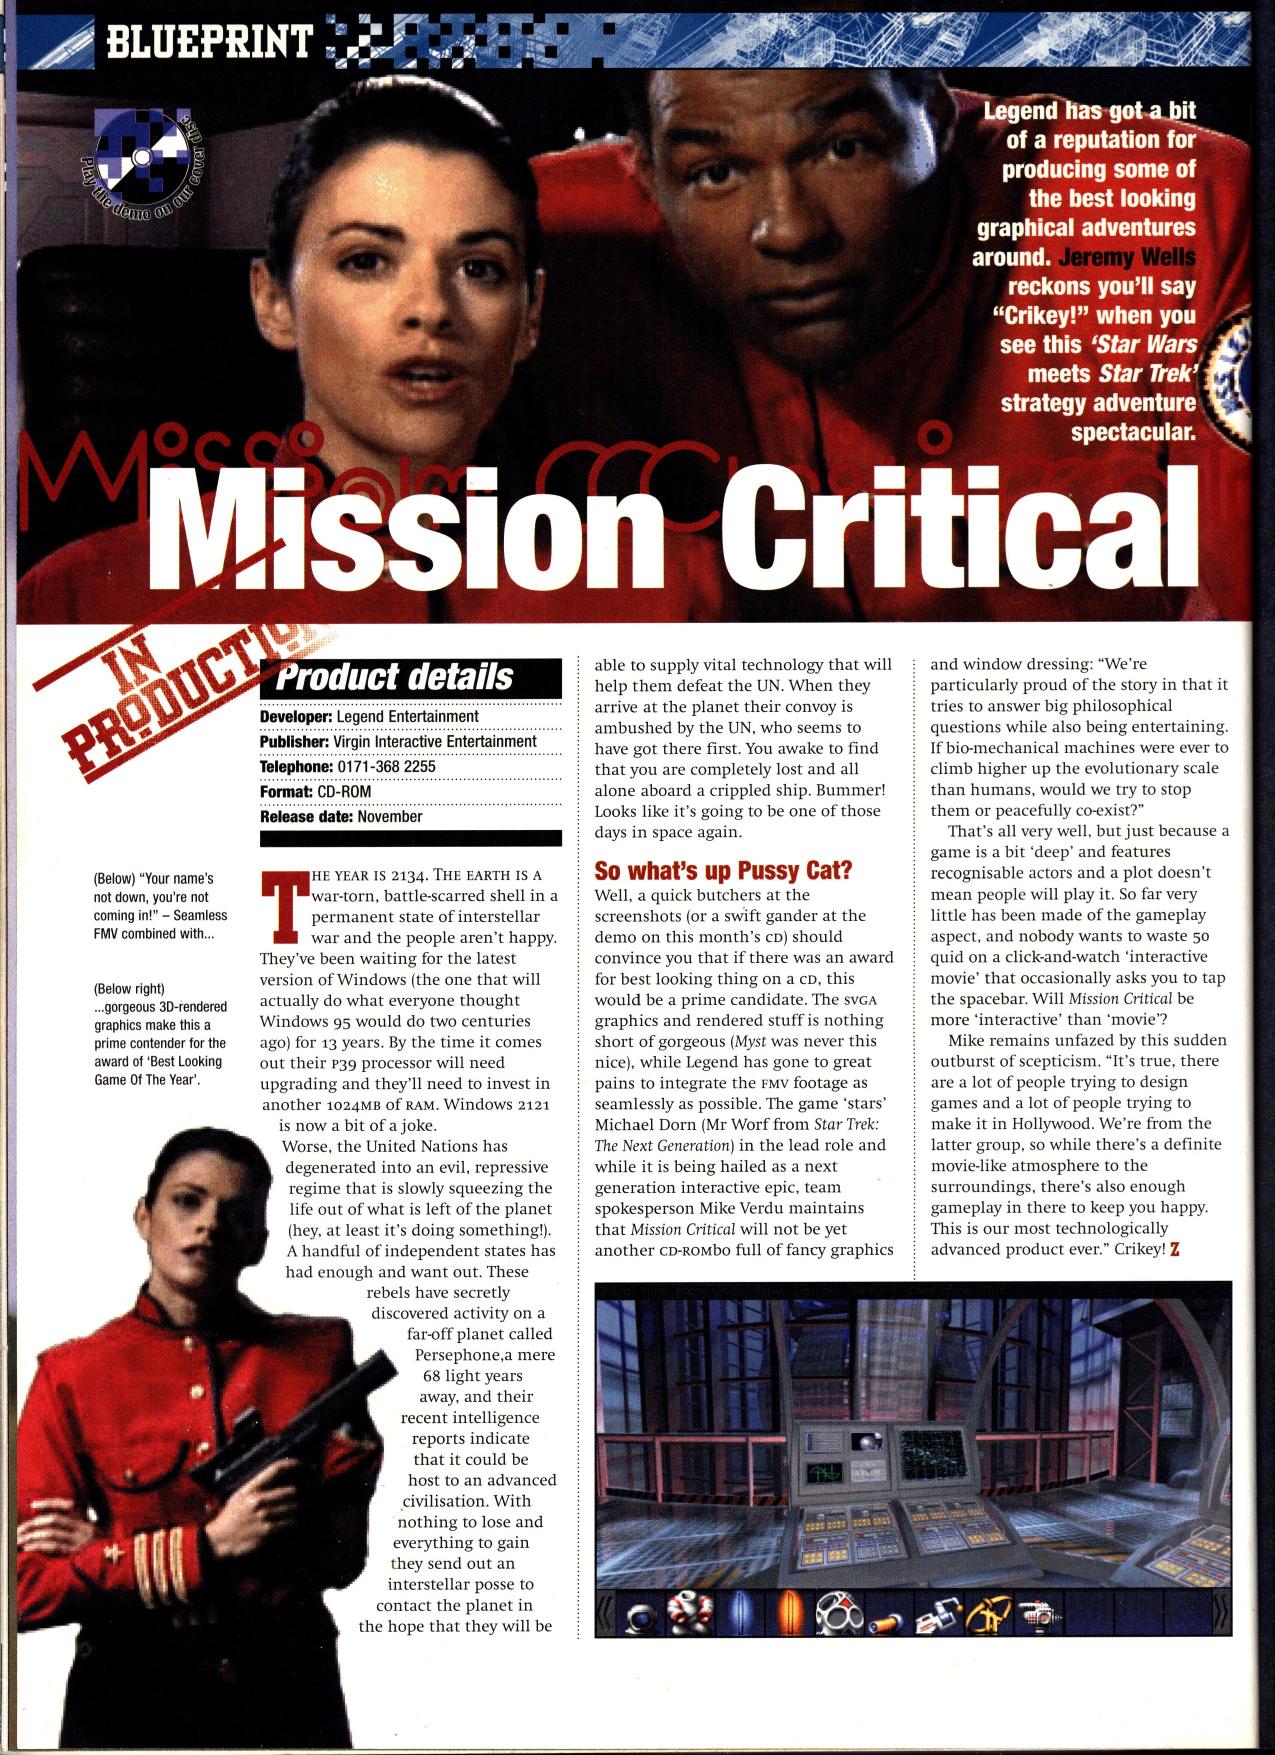 BLUEPRINT
Play the demo on our cover disc
Legend has got a bit
of a reputation for
producing some of
the best looking
graphical adventures
around. Jeremy Wells
reckons you'll say
“Crikey!” when you
see this ‘Star Wars
meets Star Trek’
strategy adventure
spectacular.
Mission Critical
Mission Critical
IN
PRODUCTION
Product details
Developer: Legend Entertainment
Publisher: Virgin Interactive Entertainment
Telephone: 0171-368 2255
Format: CD-ROM
Release date: November
(Below) “Your name's
not down, you're not
coming in!” – Seamless
FMV combined with...
(Below right)
...gorgeous 3D-rendered
graphics make this a
prime contender for the
award of ‘Best Looking
Game Of The Year’.
THE YEAR IS 2134. THE EARTH IS A
war-torn, battle-scarred shell in a
permanent state of interstellar
war and the people aren't happy.
They've been waiting for the latest
version of Windows (the one that will
actually do what everyone thought
Windows 95 would do two centuries
ago) for 13 years. By the time it comes
out their P39 processor will need
upgrading and they'll need to invest in
another 1024MB of RAM. Windows 2121
is now a bit of a joke.
Worse, the United Nations has
degenerated into an evil, repressive
regime that is slowly squeezing the
life out of what is left of the planet
(hey, at least it's doing something!).
A handful of independent states has
had enough and want out. These
rebels have secretly
discovered activity on a
far-off planet called
Persephone,a mere
68 light years
away, and their
recent intelligence
reports indicate
that it could be
host to an advanced
civilisation. With
nothing to lose and
everything to gain
they send out an
interstellar posse to
contact the planet in
the hope that they will be
able to supply vital technology that will
help them defeat the UN. When they
arrive at the planet their convoy is
ambushed by the UN, who seems to
have got there first. You awake to find
that you are completely lost and all
alone aboard a crippled ship. Bummer!
Looks like it's going to be one of those
days in space again.
So what's up Pussy Cat?
Well, a quick butchers at the
screenshots (or a swift gander at the
demo on this month's CD) should
convince you that if there was an award
for best looking thing on a CD, this
would be a prime candidate. The SVGA
graphics and rendered stuff is nothing
short of gorgeous (Myst was never this
nice), while Legend has gone to great
pains to integrate the FMV footage as
seamlessly as possible. The game ‘stars’
Michael Dorn (Mr Worf from Star Trek:
The Next Generation) in the lead role and
while it is being hailed as a next
generation interactive epic, team
spokesperson Mike Verdu maintains
that Mission Critical will not be yet
another CD-ROMbo full of fancy graphics
and window dressing: “We're
particularly proud of the story in that it
tries to answer big philosophical
questions while also being entertaining.
If bio-mechanical machines were ever to
climb higher up the evolutionary scale
than humans, would we try to stop
them or peacefully co-exist?”
That's all very well, but just because a
game is a bit ‘deep’ and features
recognisable actors and a plot doesn't
mean people will play it. So far very
little has been made of the gameplay
aspect, and nobody wants to waste 50
quid on a click-and-watch ‘interactive
movie’ that occasionally asks you to tap
the spacebar. Will Mission Critical be
more ‘interactive’ than ‘movie’?
Mike remains unfazed by this sudden
outburst of scepticism. “It's true, there
are a lot of people trying to design
games and a lot of people trying to
make it in Hollywood. We're from the
latter group, so while there's a definite
movie-like atmosphere to the
surroundings, there's also enough
gameplay in there to keep you happy.
This is our most technologically
advanced product ever.” Crikey! Z